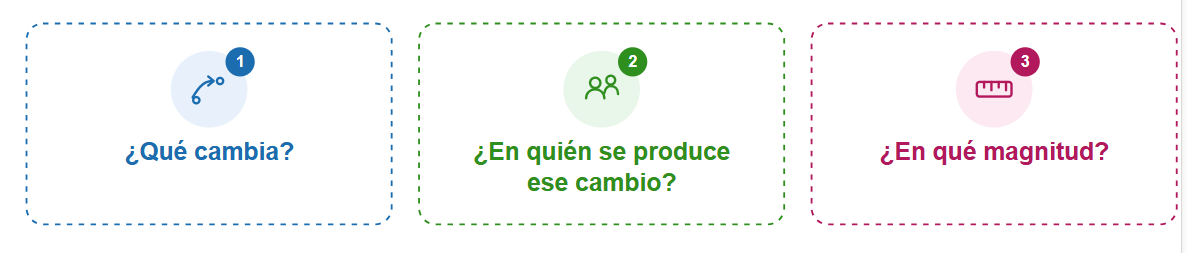 1
¿Qué cambia?
2
¿En quién se produce
ese cambio?
3
¿En qué magnitud?